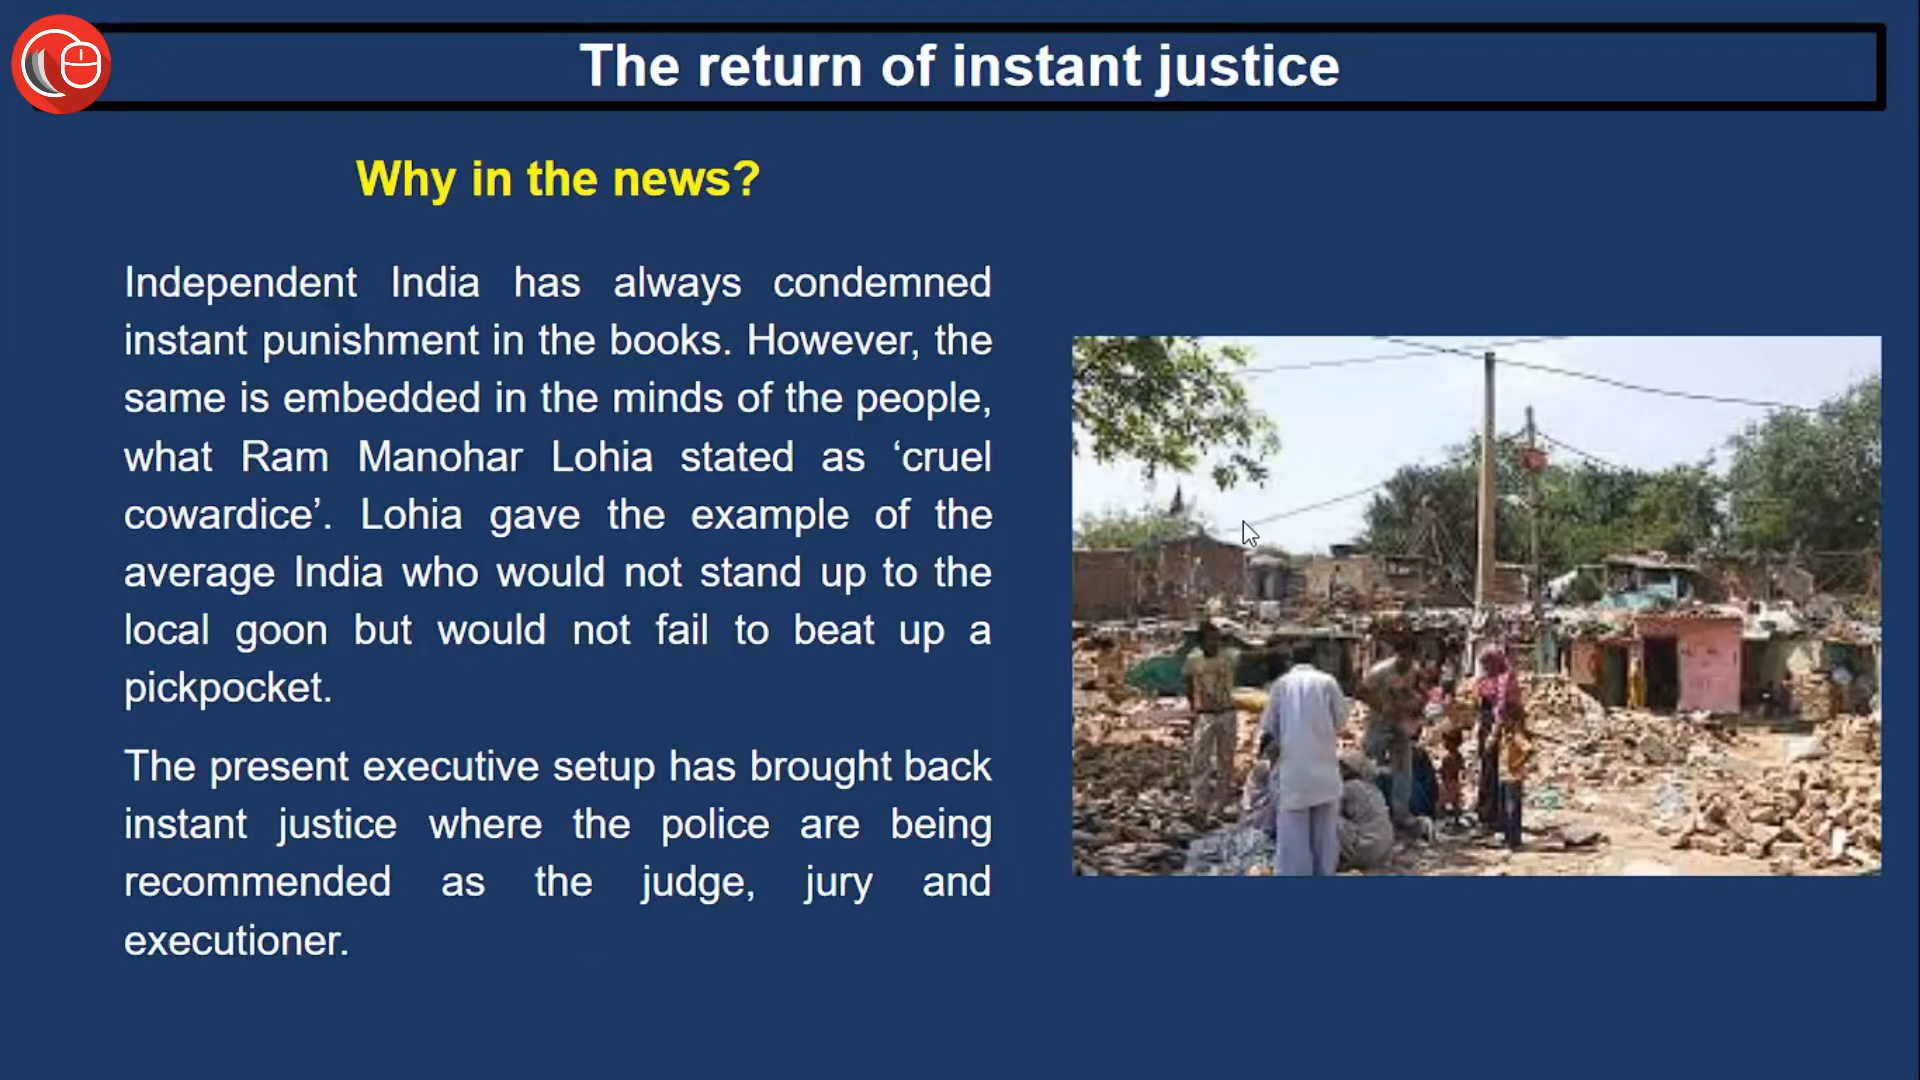 The return of instant justice
Why in the news?
Independent India has always condemned
instant punishment in the books. However, the
same is embedded in the minds of the people,
what Ram Manohar Lohia stated as ‘cruel
cowardice’. Lohia gave the example of the
average India who would not stand up to the
local goon but would not fail to beat up a
pickpocket.
The present executive setup has brought back
instant justice where the police are being
recommended as the judge, jury and
executioner.